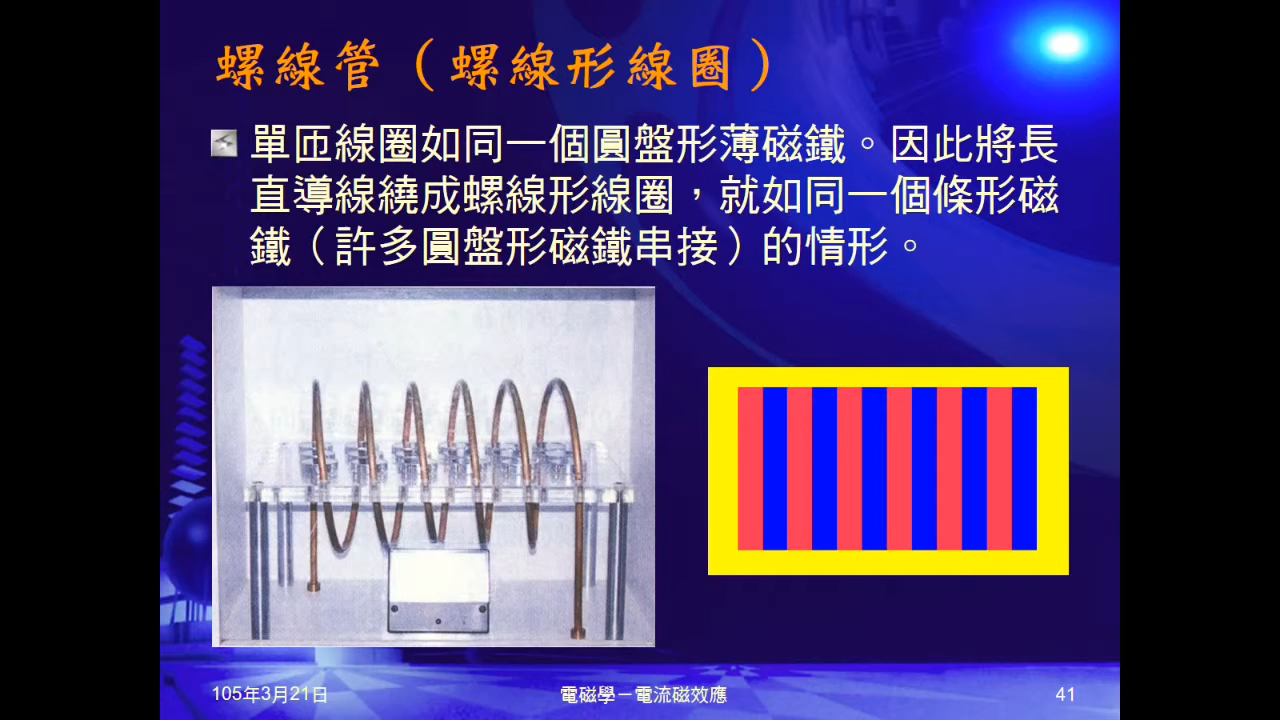 螺線管（螺線形線圈）
單匝線圈如同一個圓盤形薄磁鐵。因此將長
直導線繞成螺線形線圈，就如同一個條形磁
鐵（許多圓盤形磁鐵串接）的情形。
105年3月21日
電磁學－電流磁效應
41